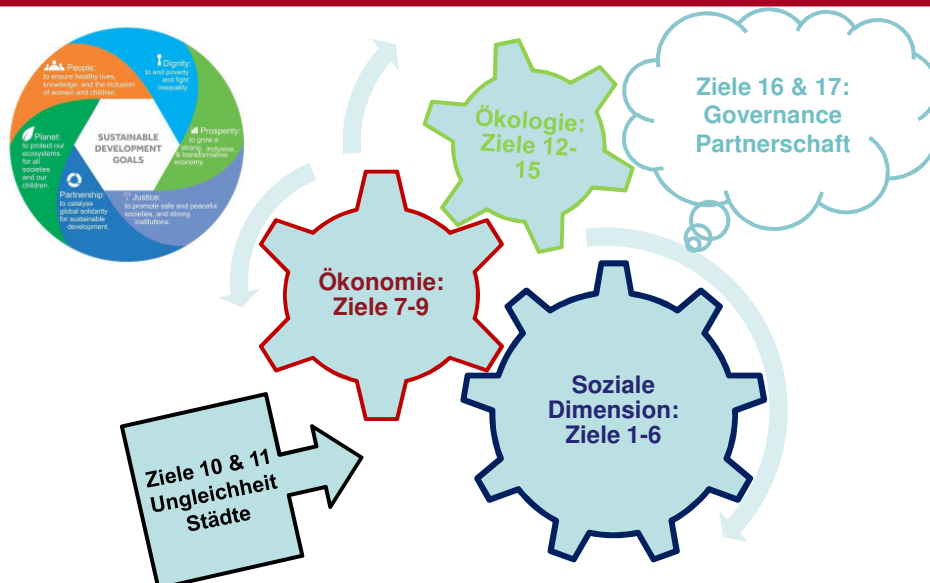 People:
to ensure healthy lives,
knowledge, and the inclusion
of women and children.
Dignity:
to end poverty
and fight
inequality.
Planet:
to protect our
ecosystems
for all
societies
and our
children.
SUSTAINABLE
DEVELOPMENT
GOALS
Prosperity:
to grow a
strong, inclusive,
& transformative
economy.
Partnership:
to catalyse
global solidarity
for sustainable
development.
Justice:
to promote safe and peaceful
societies, and strong
institutions.
Ökologie:
Ziele 12-
15
Ziele 16 & 17:
Governance
Partnerschaft
Ökonomie:
Ziele 7-9
Soziale
Dimension:
Ziele 1-6
Ziele 10 & 11
Ungleichheit
Städte